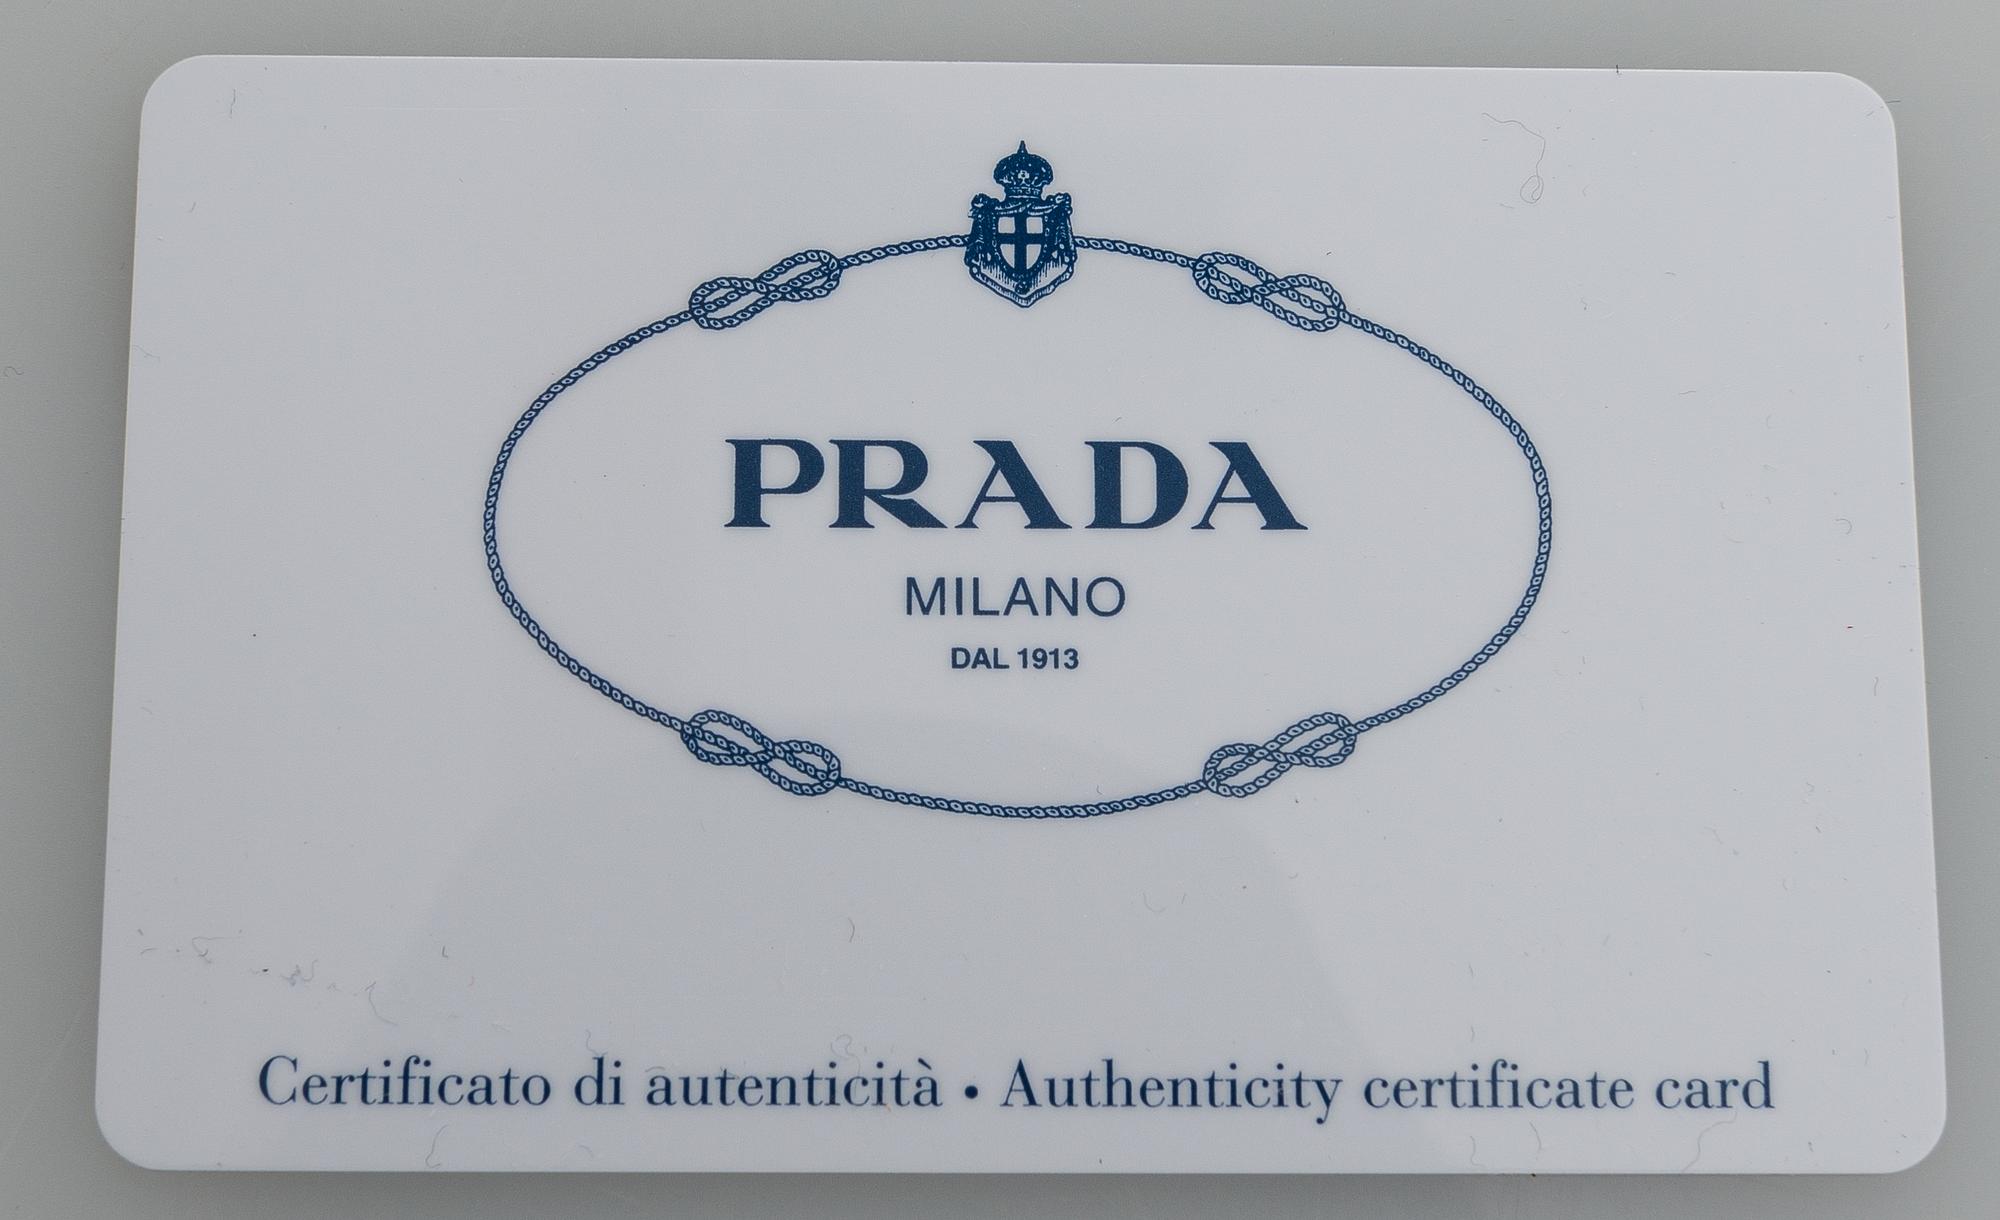 PRADA
MILANO
DAL 1913
Certificato di autenticità • Authenticity certificate card